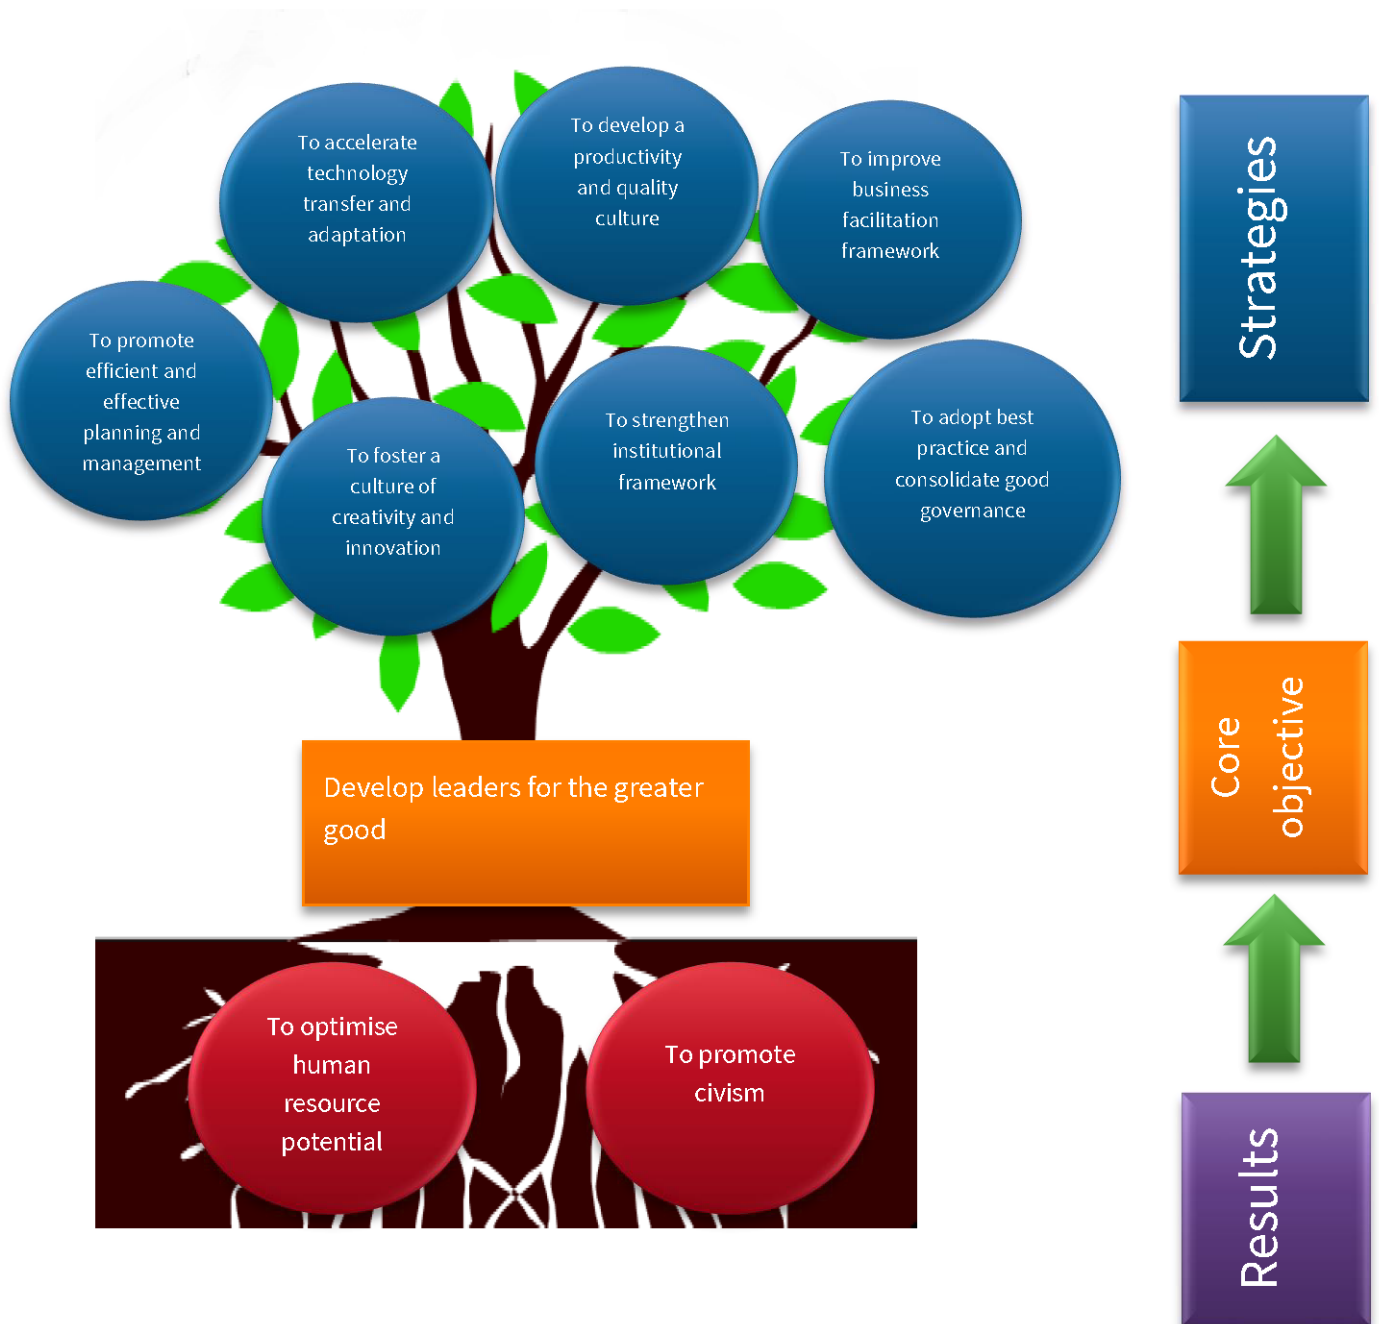 To accelerate
technology
transfer and
adaptation
To develop a
productivity
and quality
culture
To improve
business
facilitation
framework
To promote
efficient and
effective
planning and
management
To foster a
culture of
creativity and
innovation
To strengthen
institutional
framework
To adopt best
practice and
consolidate good
governance
Strategies
Develop leaders for the greater
good
Core
objective
To optimise
human
resource
potential
To promote
civism
Results